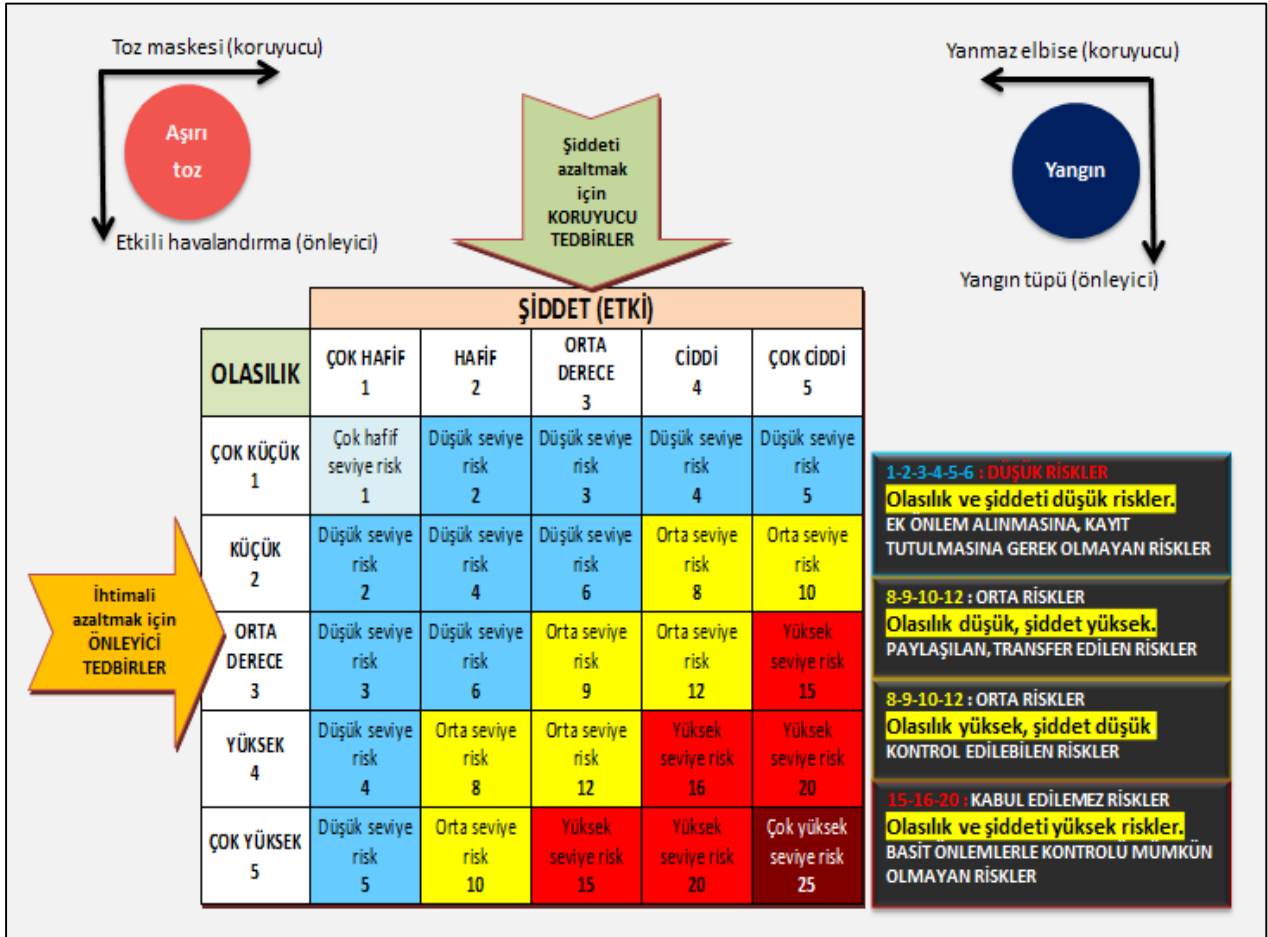 Toz maskesi (koruyucu)
Aşırı
toz
Etkili havalandırma (önleyici)
Şiddeti
azaltmak
için
KORUYUCU
TEDBİRLER
Yanmaz elbise (koruyucu)
Yangın
Yangın tüpü (önleyici)
İhtimali
azaltmak için
ÖNLEYİCİ
TEDBİRLER
ŞİDDET (ETKİ)
OLASILIK
ÇOK HAFİF
1
HAFİF
2
ORTA
DERECE
3
CİDDİ
4
ÇOK CİDDİ
5
ÇOK KÜÇÜK
1
Çok hafif
seviye risk
1
Düşük seviye
risk
2
Düşük seviye
risk
3
Düşük seviye
risk
4
Düşük seviye
risk
5
KÜÇÜK
2
Düşük seviye
risk
2
Düşük seviye
risk
4
Düşük seviye
risk
6
Orta seviye
risk
8
Orta seviye
risk
10
ORTA
DERECE
3
Düşük seviye
risk
3
Düşük seviye
risk
6
Orta seviye
risk
9
Orta seviye
risk
12
Yüksek
seviye risk
15
YÜKSEK
4
Düşük seviye
risk
4
Orta seviye
risk
8
Orta seviye
risk
12
Yüksek
seviye risk
16
Yüksek
seviye risk
20
ÇOK YÜKSEK
5
Düşük seviye
risk
5
Orta seviye
risk
10
Yüksek
seviye risk
15
Yüksek
seviye risk
20
Çok yüksek
seviye risk
25
1-2-3-4-5-6 : DÜŞÜK RİSKLER
Olasılık ve şiddeti düşük riskler.
EK ÖNLEM ALINMASINA, KAYIT
TUTULMASINA GEREK OLMAYAN RİSKLER
8-9-10-12 : ORTA RİSKLER
Olasılık düşük, şiddet yüksek.
PAYLAŞILAN, TRANSFER EDİLEN RİSKLER
8-9-10-12 : ORTA RİSKLER
Olasılık yüksek, şiddet düşük
KONTROL EDİLEBİLEN RİSKLER
15-16-20 : KABUL EDİLEMEZ RİSKLER
Olasılık ve şiddeti yüksek riskler.
BASİT ÖNLEMLERLE KONTROLÜ MÜMKÜN
OLMAYAN RİSKLER